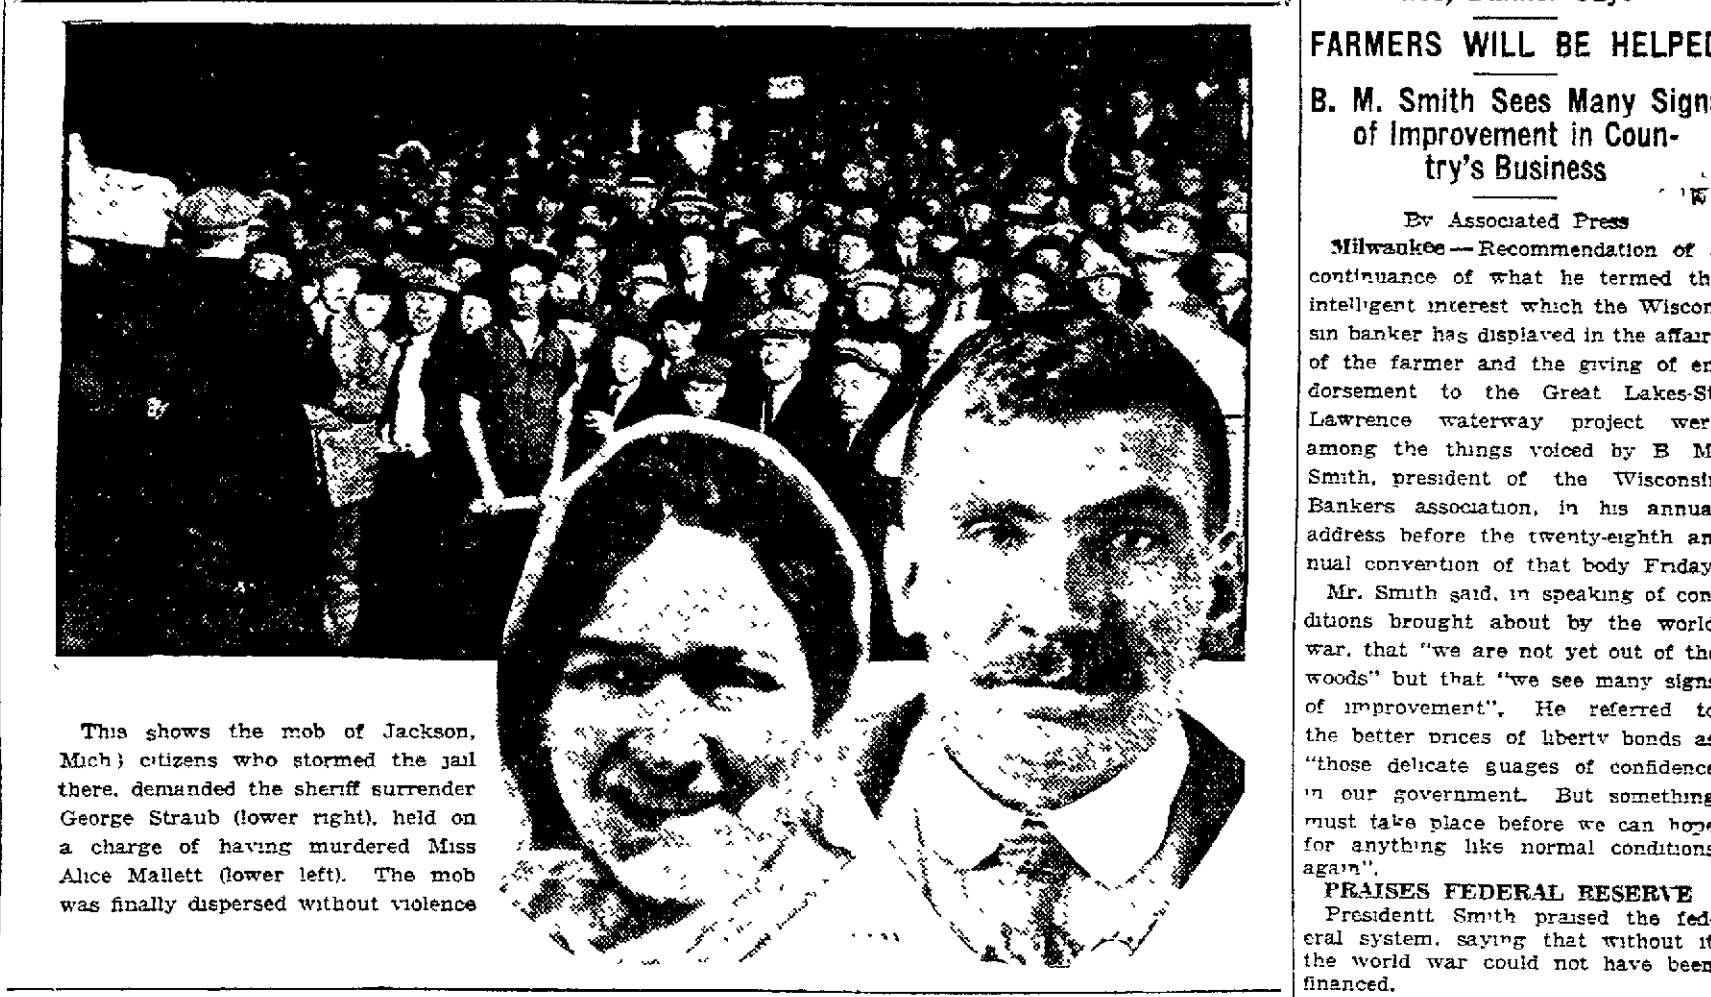 This shows the mob of Jackson,
Mich) citizens who stormed the jail
there, demanded the sheriff surrender
George Straub (lower right), held on
a charge of having murdered Miss
Alice Mallett (lower left). The mob
was finally dispersed without violence
FARMERS WILL BE HELPED
B. M. Smith Sees Many Signs
of Improvement in Coun-
try's Business
By Associated Press
Milwaukee — Recommendation of
continuance of what he termed th
intelligent interest which the Wiscon
sin banker has displayed in the affair
of the farmer and the giving of en
dorsement to the Great Lakes-St
Lawrence waterway project wer
among the things voiced by B M
Smith, president of the Wisconsin
Bankers association, in his annua
address before the twenty-eighth an
nual convention of that body Friday
Mr. Smith said, in speaking of con
ditions brought about by the world
war, that "we are not yet out of the
woods" but that "we see many signs
of improvement". He referred to
the better prices of liberty bonds as
"those delicate guages of confidence
in our government. But something
must take place before we can hope
for anything like normal conditions
again".
PRAISES FEDERAL RESERVE
Presidentt Smith praised the fed-
eral system, saying that without it
the world war could not have been
financed.